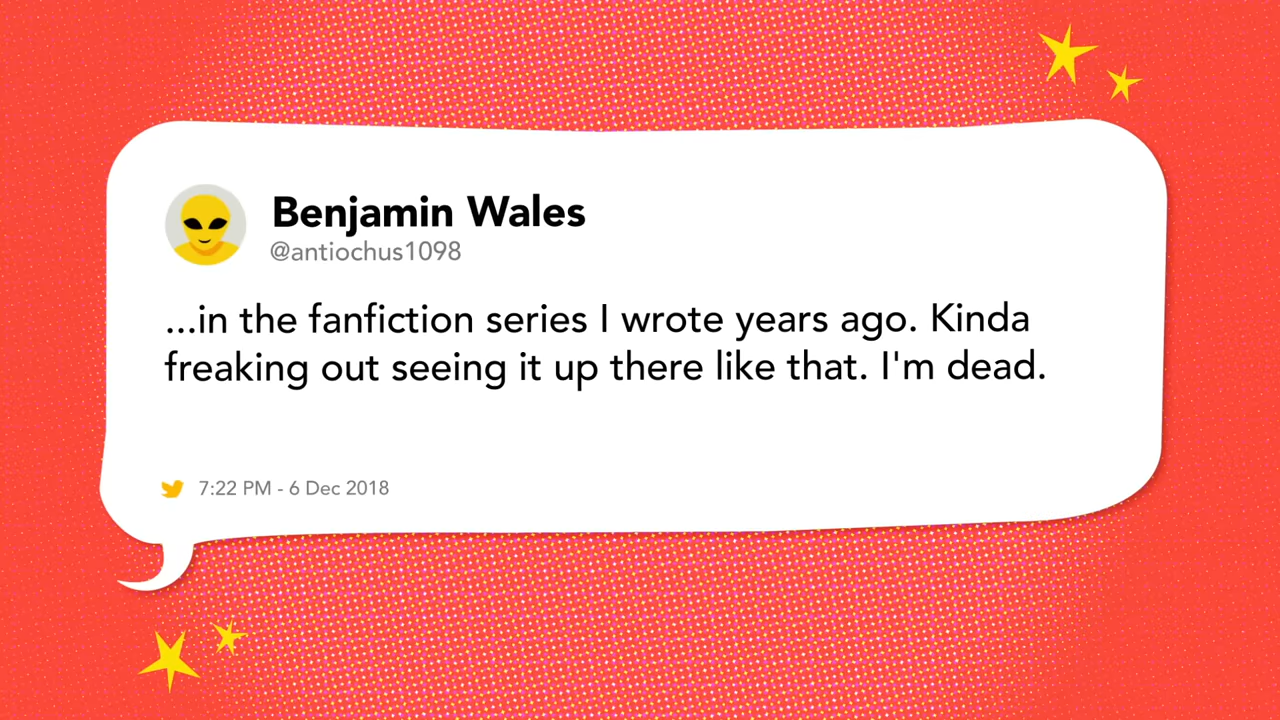 Benjamin Wales
@antiochus1098
...in the fanfiction series I wrote years ago. Kinda
freaking out seeing it up there like that. I'm dead.
7:22 PM - 6 Dec 2018